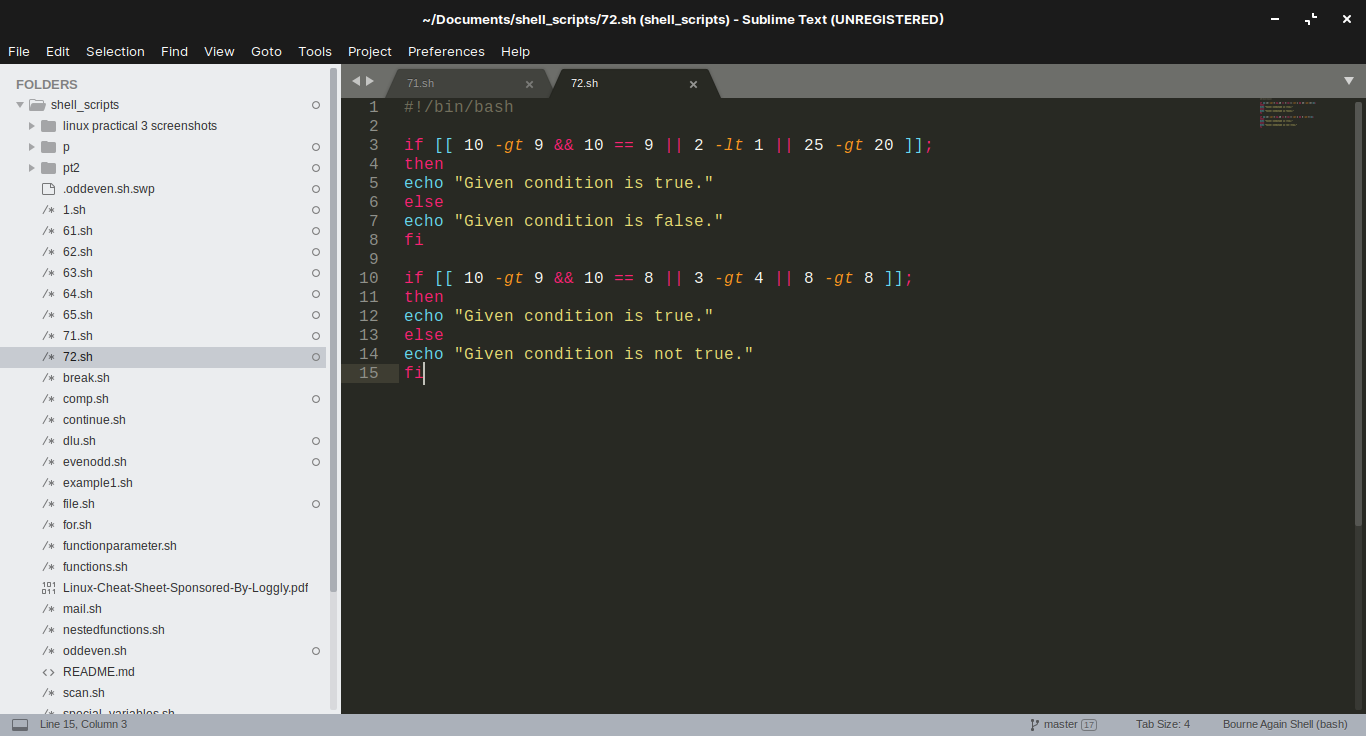 ~/Documents/shell_scripts/72.sh (shell_scripts) - Sublime Text (UNREGISTERED)
File Edit Selection Find View Goto Tools Project Preferences Help
FOLDERS
shell_scripts
linux practical 3 screenshots
p
pt2
.oddeven.sh.swp
/* 1.sh
/* 61.sh
/* 62.sh
/* 63.sh
/* 64.sh
/* 65.sh
/* 71.sh
/* 72.sh
/* break.sh
/* comp.sh
/* continue.sh
/* dlu.sh
/* evenodd.sh
/* example1.sh
/* file.sh
/* for.sh
/* functionparameter.sh
/* functions.sh
Linux-Cheat-Sheet-Sponsored-By-Loggly.pdf
/* mail.sh
/* nestedfunctions.sh
/* oddeven.sh
<> README.md
/* scan.sh
/* special_variables.sh
71.sh
72.sh
1 #!/bin/bash
2
3 if [[ 10 -gt 9 && 10 == 9 || 2 -lt 1 || 25 -gt 20 ]];
4 then
5 echo "Given condition is true."
6 else
7 echo "Given condition is false."
8 fi
9
10 if [[ 10 -gt 9 && 10 == 8 || 3 -gt 4 || 8 -gt 8 ]];
11 then
12 echo "Given condition is true."
13 else
14 echo "Given condition is not true."
15 fi
Line 15, Column 3
master 17
Tab Size: 4
Bourne Again Shell (bash)